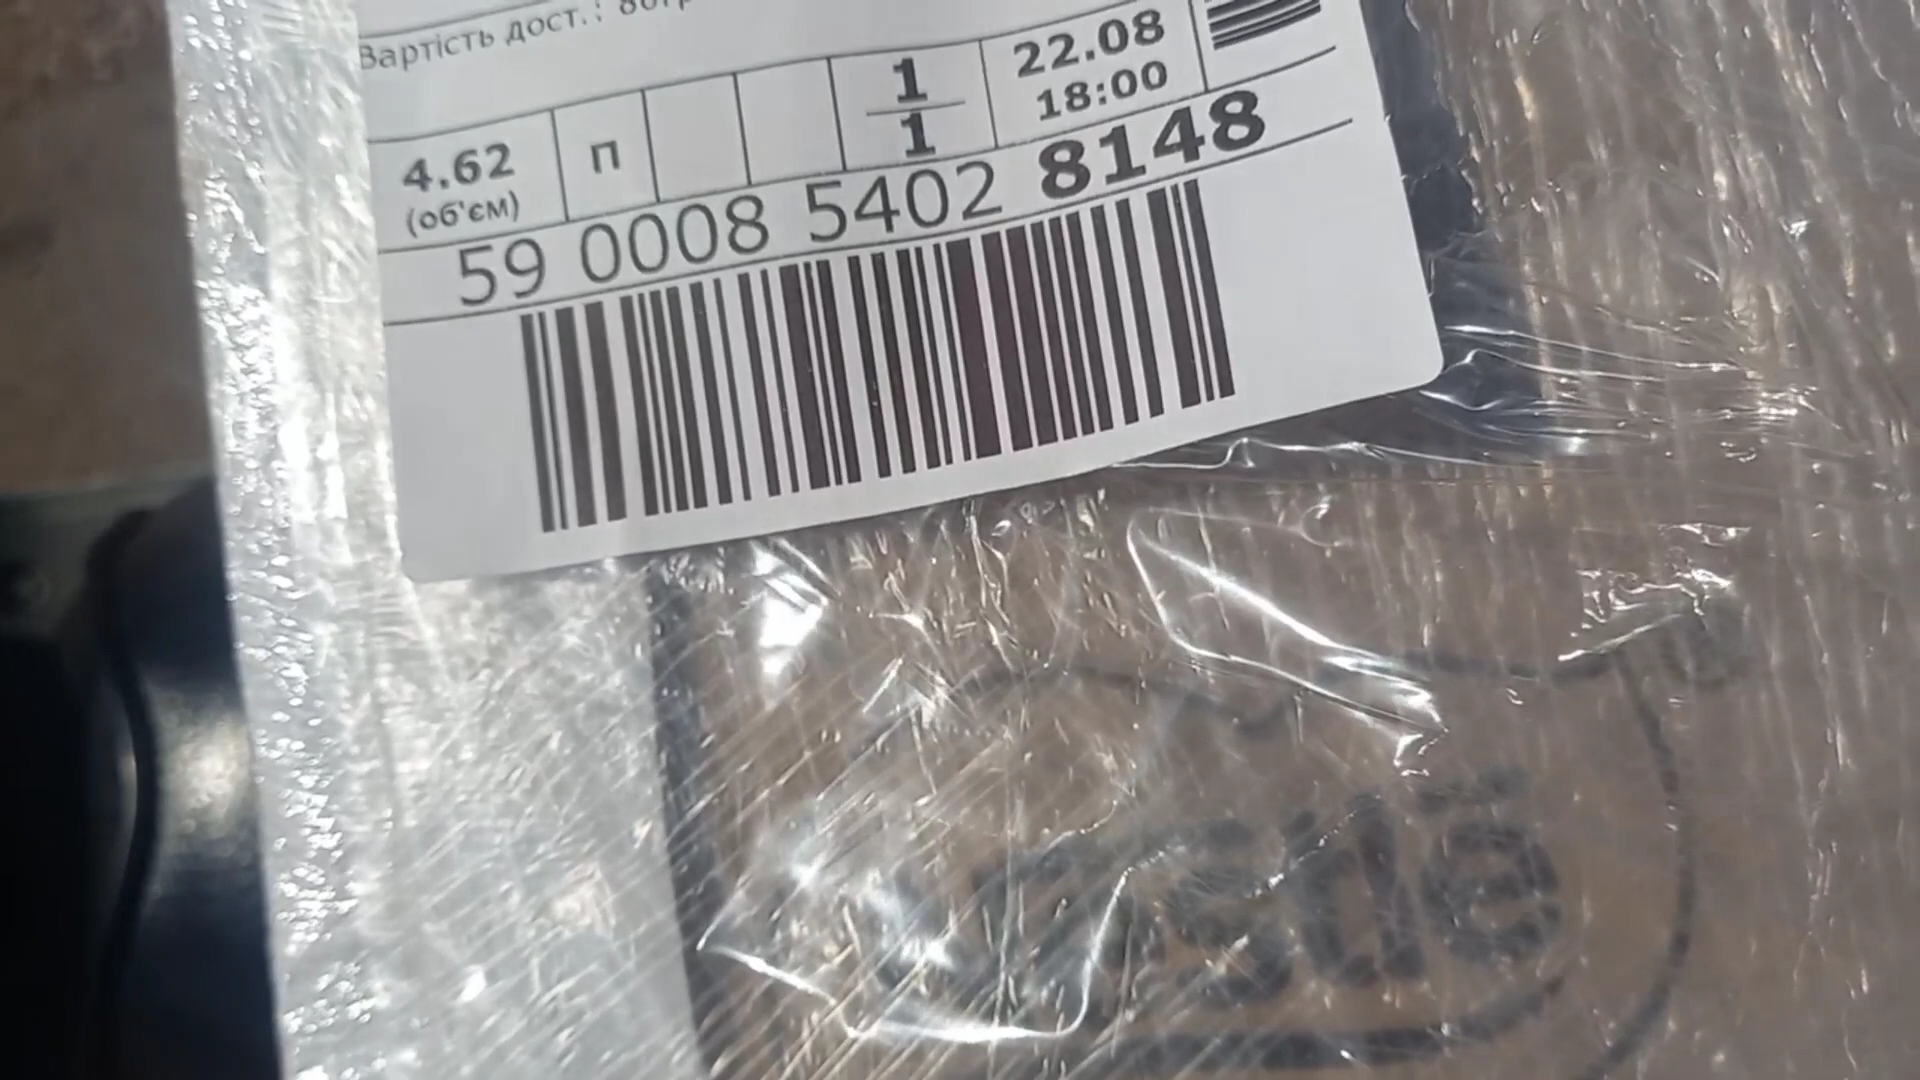 Вартість дост.:
22.08
18:00
1
1
4.62
(об'єм)
П
59 0008 5402 8148